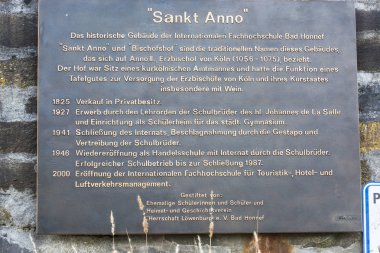 "Sankt Anno"
Das historische Gebäude der Internationalen Fachhochschule Bad Honnef
"Sankt Anno" und "Bischofshof" sind die traditionellen Namen dieses Gebäudes,
das sich auf Anno II., Erzbischof von Köln (1056 - 1075), bezieht.
Der Hof war Sitz eines kurkölnischen Amtmannes und hatte die Funktion eines
Tafelgutes zur Versorgung der Erzbischöfe von Köln und ihres Kurstaates
insbesondere mit Wein.
1825 Verkauf in Privatbesitz.
1927 Erwerb durch den Lehrorden der Schulbrüder des hl. Johannes de La Salle
und Einrichtung als Schülerheim für das städt. Gymnasium.
1941 Schließung des Internats, Beschlagnahmung durch die Gestapo und
Vertreibung der Schulbrüder.
1946 Wiedereröffnung als Handelsschule mit Internat durch die Schulbrüder.
Erfolgreicher Schulbetrieb bis zur Schließung 1987.
2000 Eröffnung der Internationalen Fachhochschule für Touristik-, Hotel- und
Luftverkehrsmanagement.
Gestiftet von:
Ehemalige Schülerinnen und Schüler und
Heimat- und Geschichtsverein
Herrschaft Löwenburg e. V. Bad Honnef
P